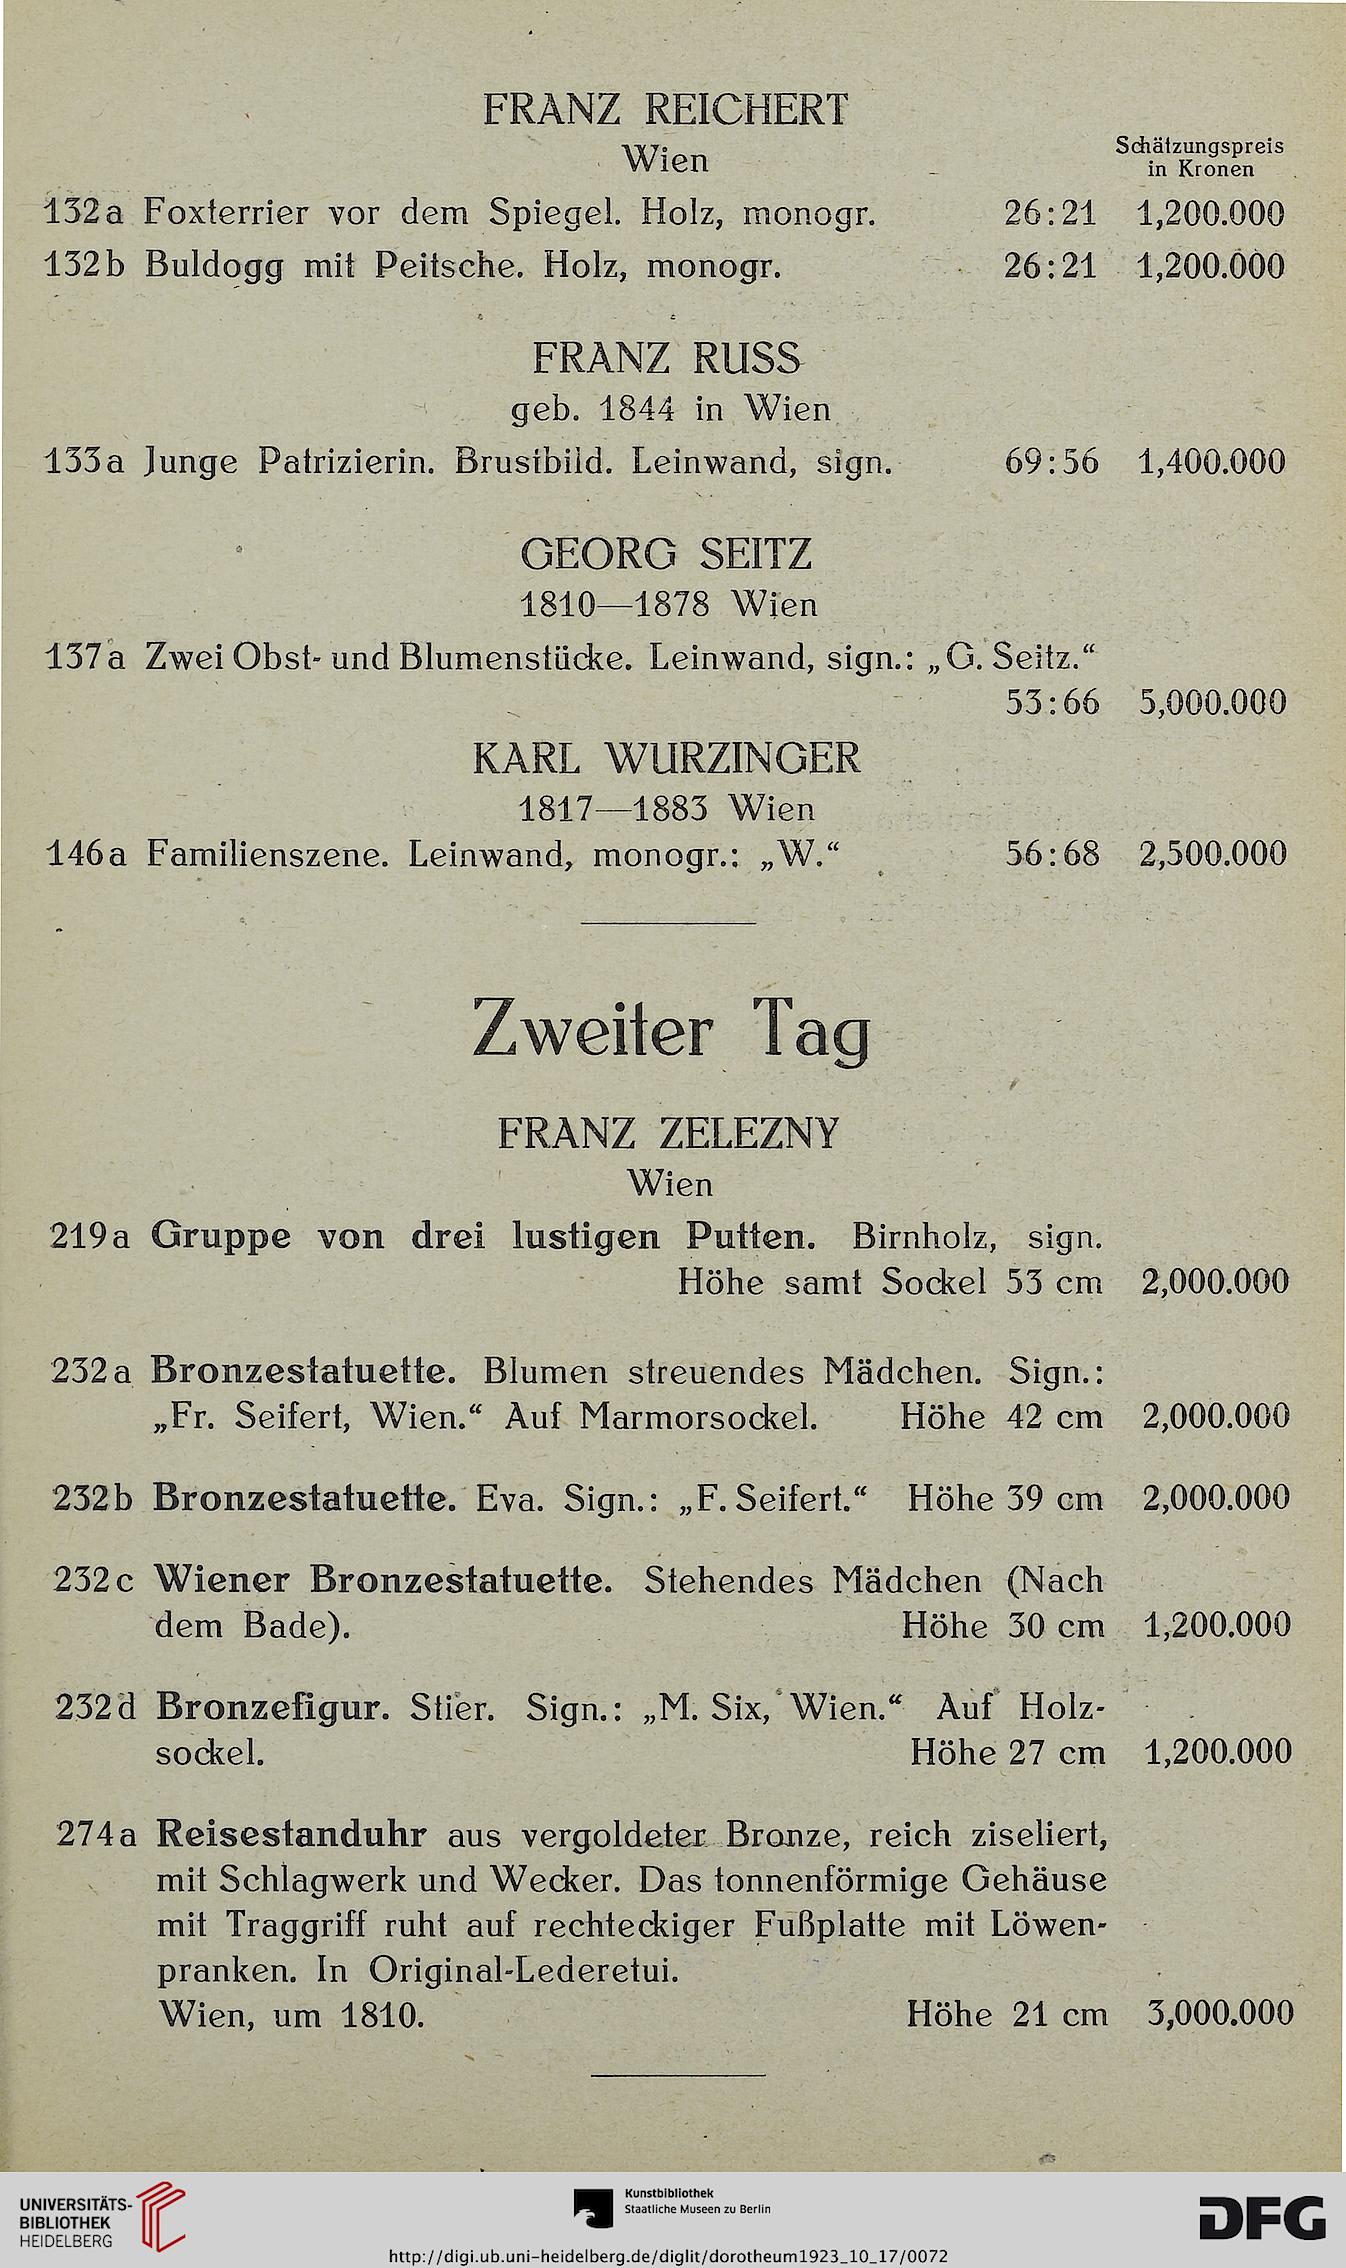 FRANZ REICHERT
Wien
Schätzungspreis
in Kronen
132a Foxterrier vor dem Spiegel. Holz, monogr. 26:21 1,200.000
132b Buldogg mit Peitsche. Holz, monogr. 26:21 1,200.000
FRANZ RUSS
geb. 1844 in Wien
133a Junge Patrizierin. Brustbild. Leinwand, sign. 69:56 1,400.000
GEORG SEITZ
1810—1878 Wien
137a Zwei Obst- und Blumenstücke. Leinwand, sign.: „G. Seitz.“
53:66 5,000.000
KARL WURZINGER
1817—1883 Wien
146a Familienszene. Leinwand, monogr.: „W.“ 56:68 2,500.000
Zweiter Tag
FRANZ ZELEZNY
Wien
219a Gruppe von drei lustigen Putten. Birnholz, sign.
Höhe samt Sockel 53 cm 2,000.000
232a Bronzestatuette. Blumen streuendes Mädchen. Sign.:
„Fr. Seifert, Wien.“ Auf Marmorsockel. Höhe 42 cm 2,000.000
232b Bronzestatuette. Eva. Sign.: „F. Seifert.“ Höhe 39 cm 2,000.000
232c Wiener Bronzestatuette. Stehendes Mädchen (Nach
dem Bade). Höhe 30 cm 1,200.000
232d Bronzefigur. Stier. Sign.: „M. Six, Wien.“ Auf Holz-
sockel. Höhe 27 cm 1,200.000
274a Reisestanduhr aus vergoldeter Bronze, reich ziseliert,
mit Schlagwerk und Wecker. Das tonnenförmige Gehäuse
mit Traggriff ruht auf rechteckiger Fußplatte mit Löwen-
pranken. In Original-Lederetui.
Wien, um 1810. Höhe 21 cm 3,000.000
UNIVERSITÄTS-
BIBLIOTHEK
HEIDELBERG
Kunstbibliothek
Staatliche Museen zu Berlin
http://digi.ub.uni-heidelberg.de/diglit/dorotheum1923_10_17/0072
DFG